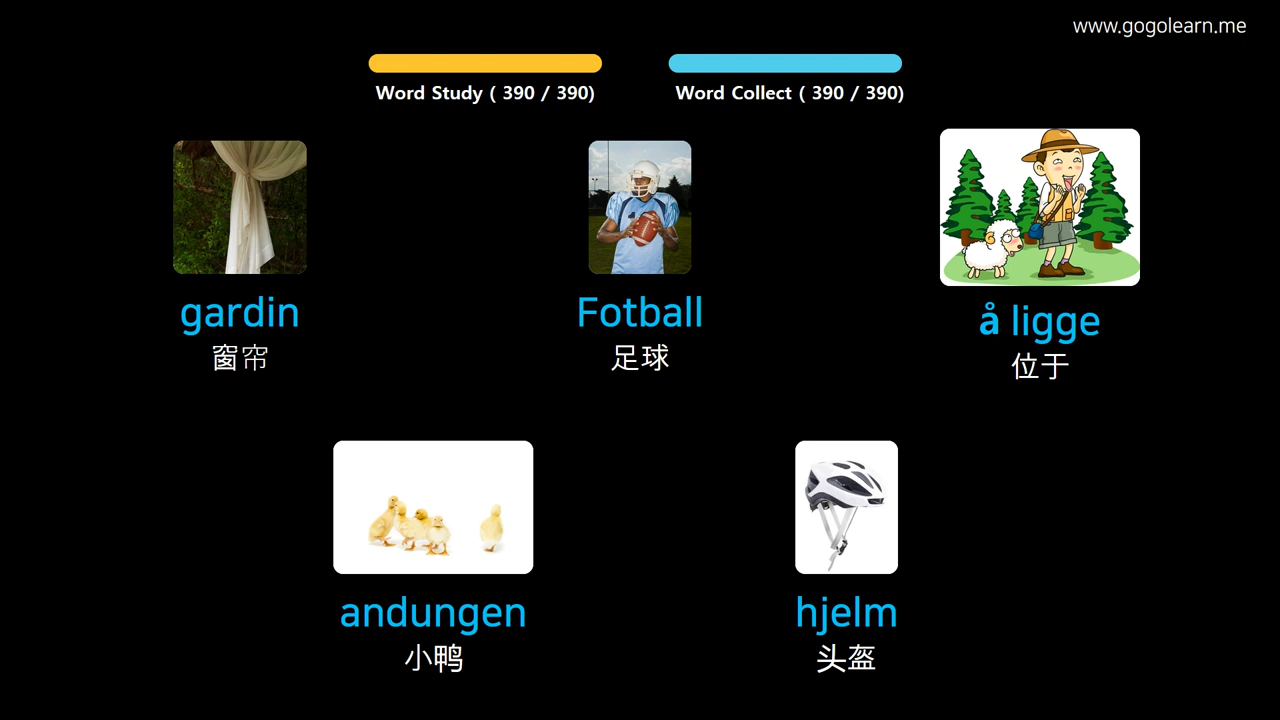 www.gogolearn.me
Word Study ( 390 / 390)
Word Collect ( 390 / 390)
gardin
窗帘
Fotball
足球
å ligge
位于
andungen
小鸭
hjelm
头盔